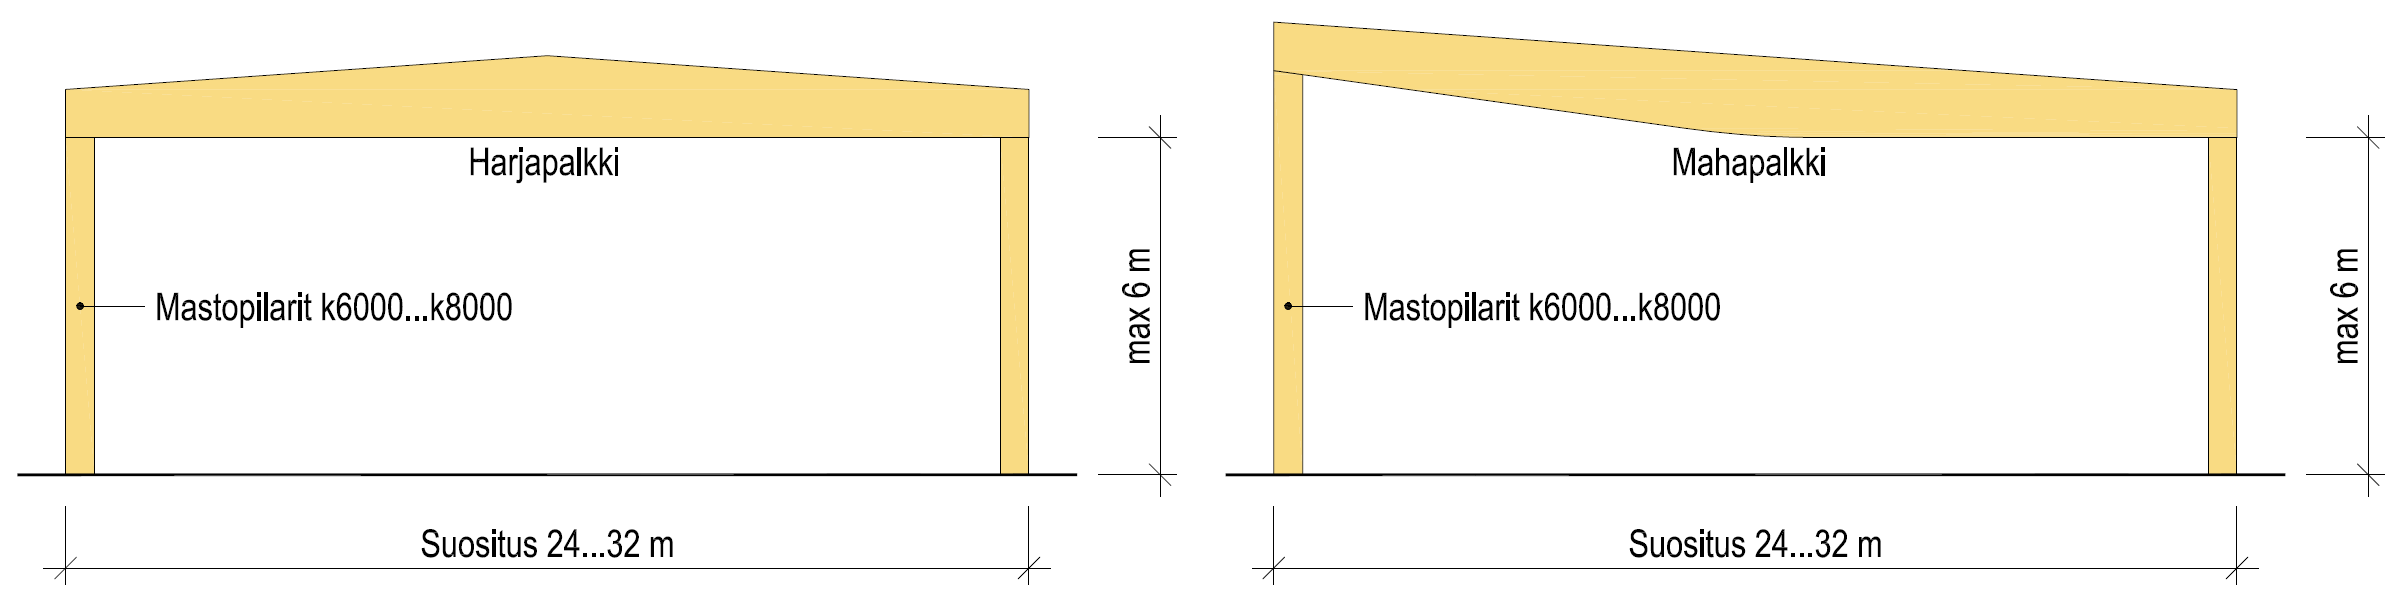 Harjapalkki
Mastopilarit k6000...k8000
max 6 m
Suositus 24...32 m
Mahapalkki
Mastopilarit k6000...k8000
max 6 m
Suositus 24...32 m